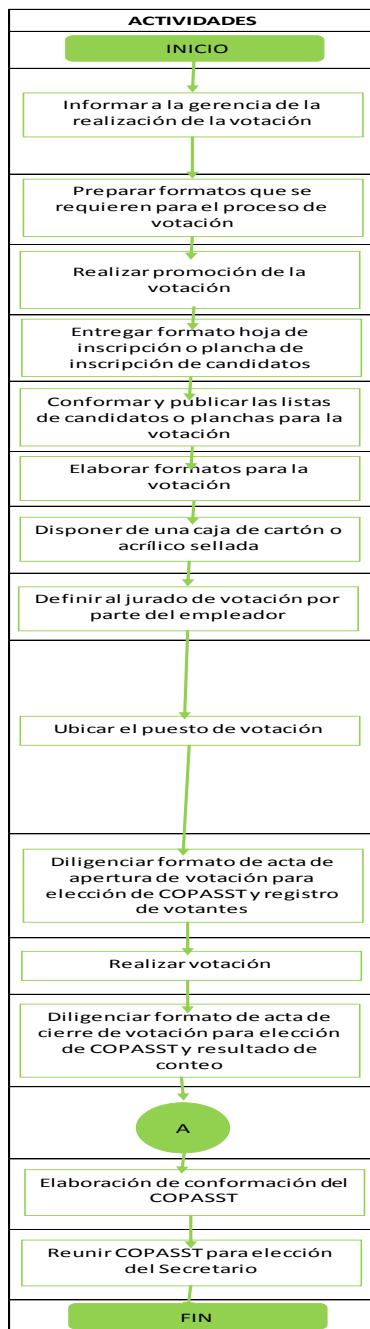 ACTIVIDADES
INICIO
Informar a la gerencia de la
realización de la votación
Preparar formatos que se
requieren para el proceso de
votación
Realizar promoción de la
votación
Entregar formato hoja de
inscripción o plancha de
inscripción de candidatos
Conformar y publicar las listas
de candidatos o planchas para la
votación
Elaborar formatos para la
votación
Disponer de una caja de cartón o
acrílico sellada
Definir al jurado de votación por
parte del empleador
Ubicar el puesto de votación
Diligenciar formato de acta de
apertura de votación para
elección de COPASST y registro
de votantes
Realizar votación
Diligenciar formato de acta de
cierre de votación para elección
de COPASST y resultado de
conteo
A
Elaboración de conformación del
COPASST
Reunir COPASST para elección
del Secretario
FIN